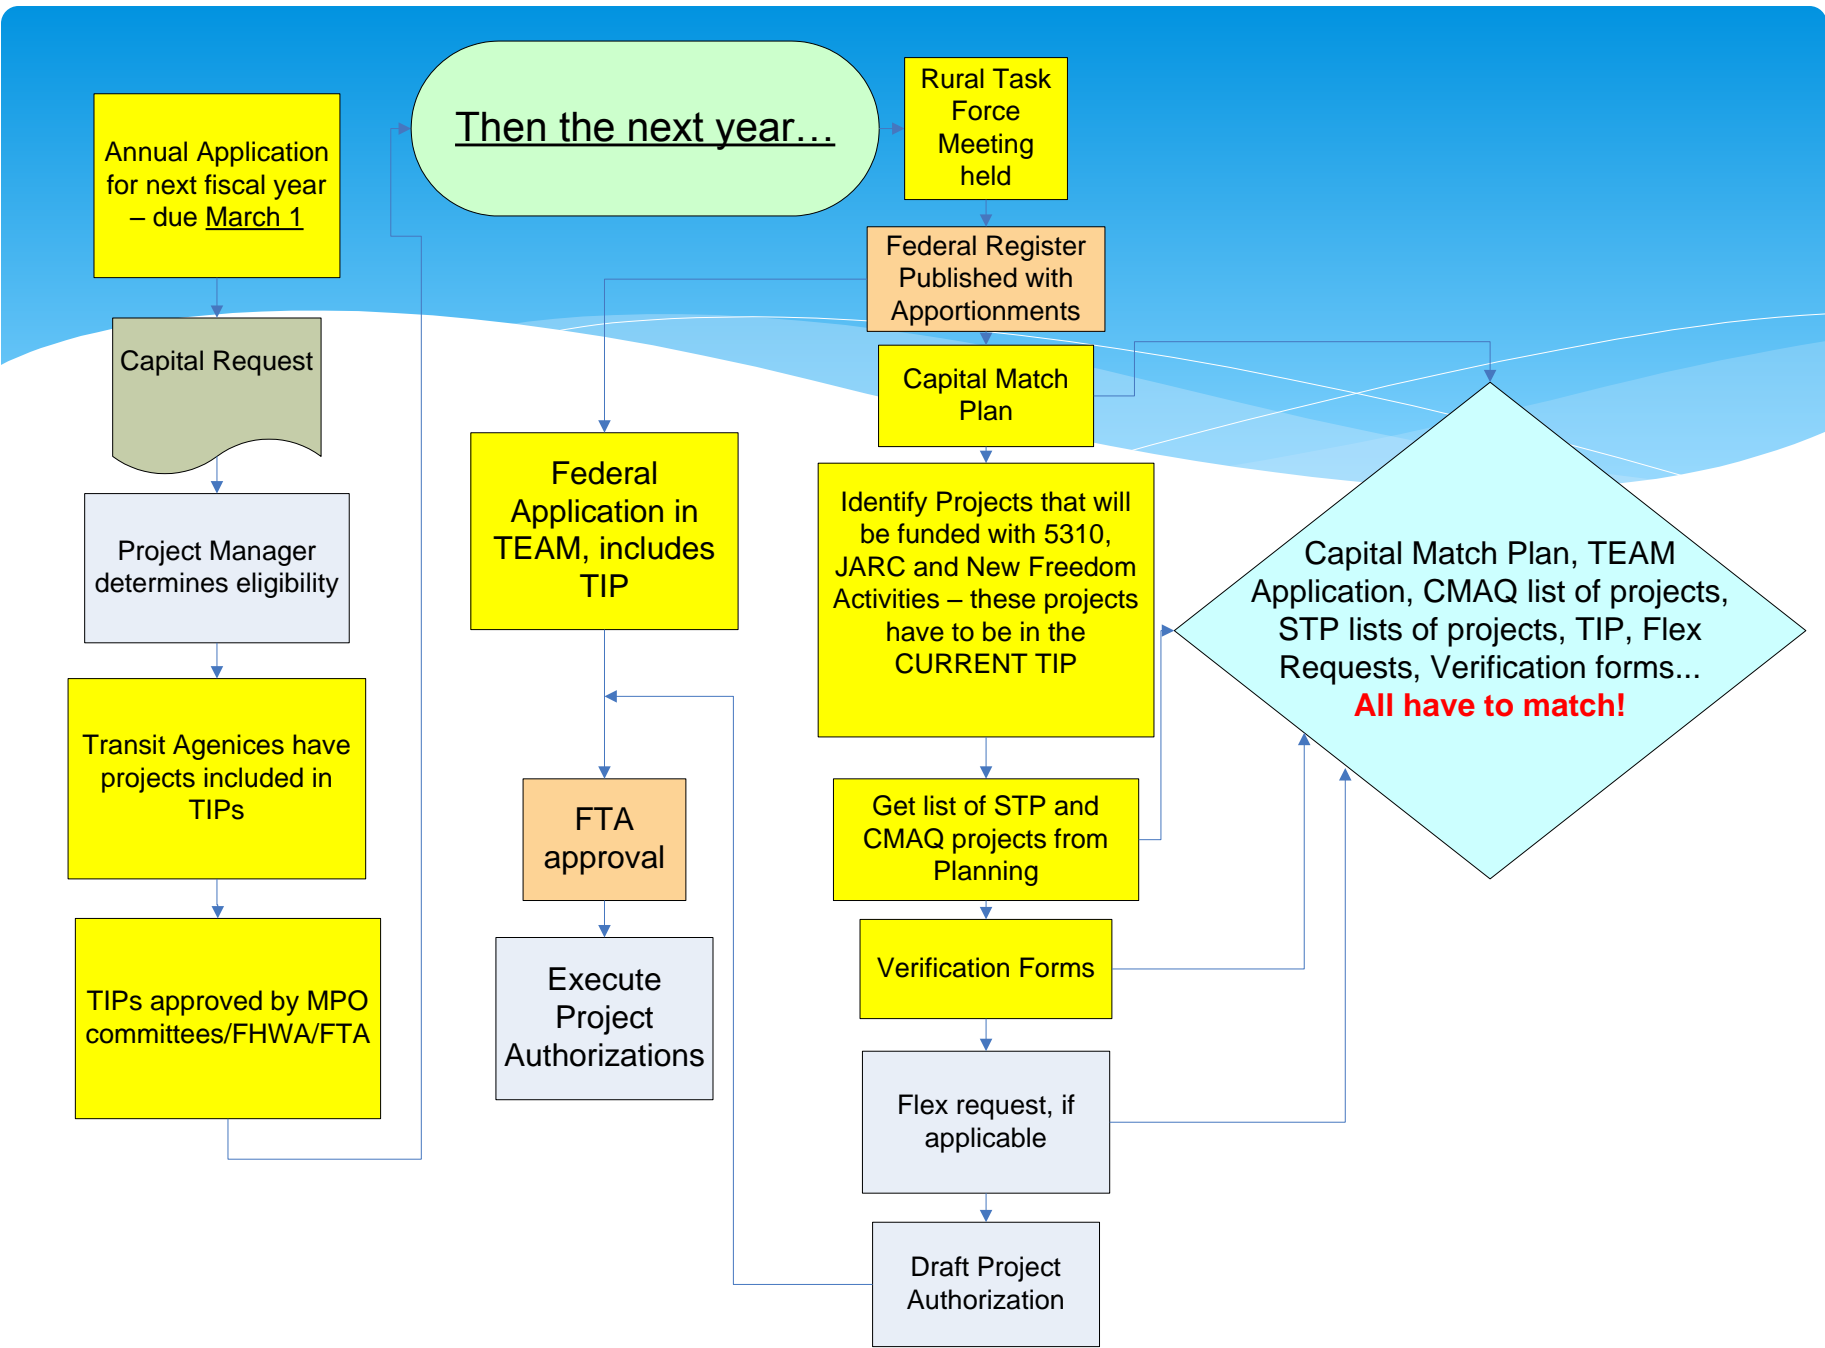 Annual Application
for next fiscal year
– due March 1
Capital Request
Project Manager
determines eligibility
Transit Agenices have
projects included in
TIPs
TIPs approved by MPO
committees/FHWA/FTA
Then the next year…
Rural Task
Force
Meeting
held
Federal Register
Published with
Apportionments
Federal
Application in
TEAM, includes
TIP
FTA
approval
Execute
Project
Authorizations
Capital Match
Plan
Identify Projects that will
be funded with 5310,
JARC and New Freedom
Activities – these projects
have to be in the
CURRENT TIP
Get list of STP and
CMAQ projects from
Planning
Verification Forms
Flex request, if
applicable
Draft Project
Authorization
Capital Match Plan, TEAM
Application, CMAQ list of projects,
STP lists of projects, TIP, Flex
Requests, Verification forms...
All have to match!